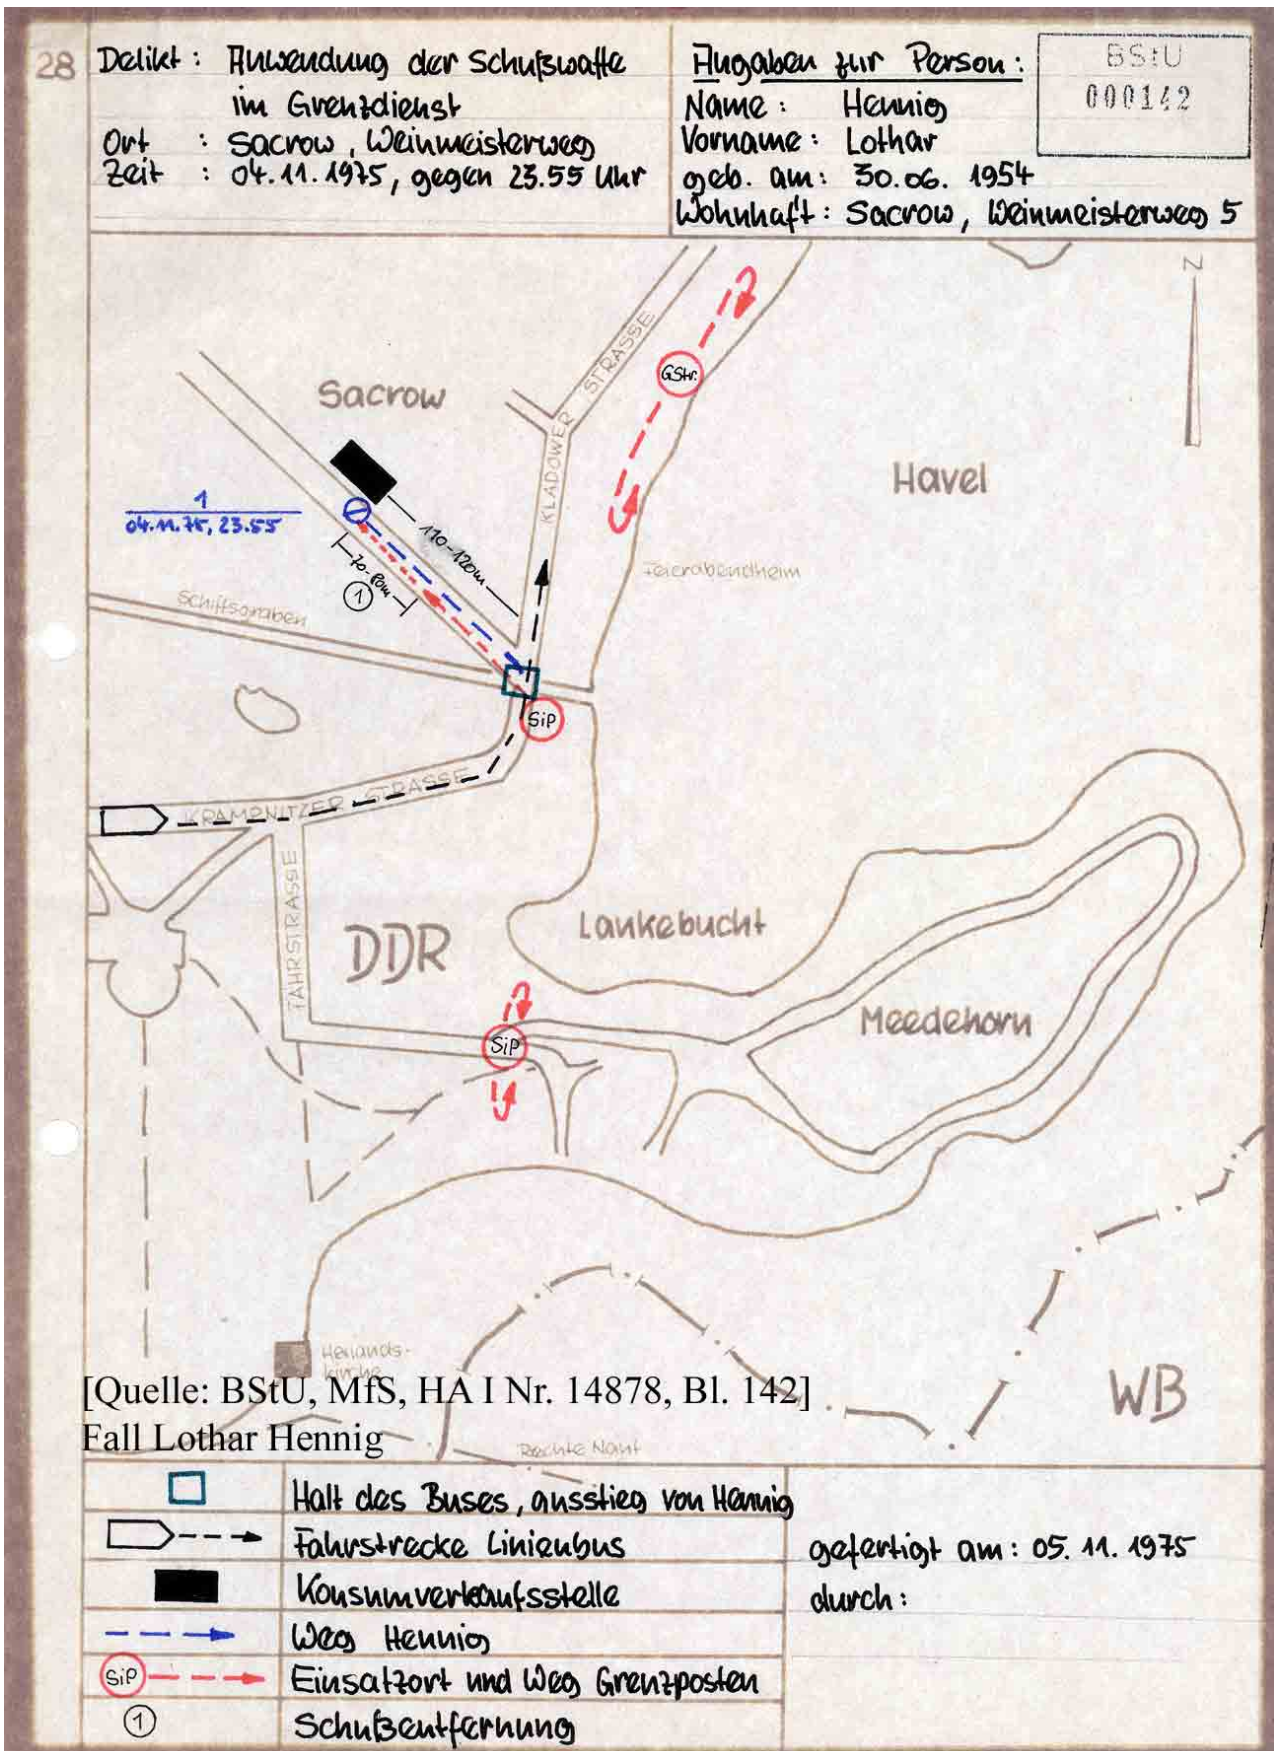 28
Delikt : Anwendung der Schußwaffe
im Grenzdienst
Ort : Sacrow, Weinmeisterweg
Zeit : 04.11.1975, gegen 23.55 Uhr
Angaben zur Person :
Name : Hennig
Vorname : Lothar
geb. am : 30.06. 1954
Wohnhaft : Sacrow, Weinmeisterweg 5
BStU
000142
N
KLADOWER STRASSE
GStr.
Sacrow
Havel
1
04.11.75, 23.55
110-120m
70-80m
1
Feierabendheim
Schiffsgraben
SiP
KRAMPNITZER STRASSE
FÄHRSTRASSE
DDR
Lankebucht
Meedehorn
SiP
Heilands-
kirche
WB
[Quelle: BStU, MfS, HA I Nr. 14878, Bl. 142]
Fall Lothar Hennig
Halt des Buses, ausstieg von Hennig
Fahrstrecke Linienbus
Konsumverkaufsstelle
Weg Hennig
SiP Einsatzort und Weg Grenzposten
1 Schußentfernung
gefertigt am : 05. 11. 1975
durch :